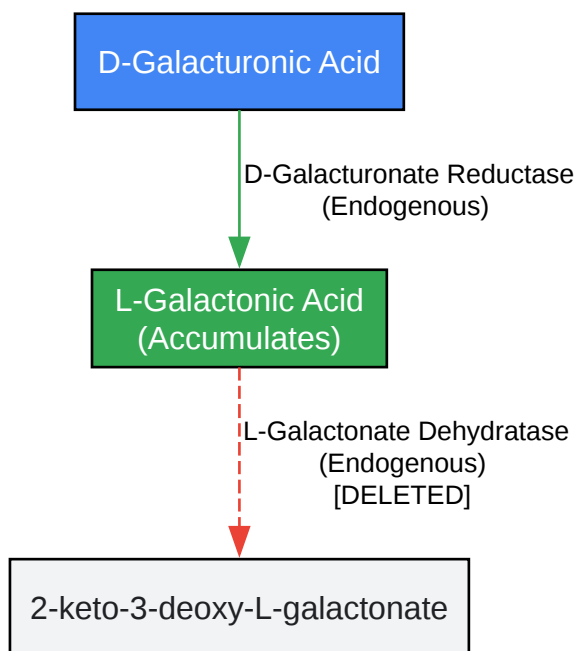 D-Galacturonic Acid
D-Galacturonate Reductase
(Endogenous)
L-Galactonic Acid
(Accumulates)
L-Galactonate Dehydratase
(Endogenous)
[DELETED]
2-keto-3-deoxy-L-galactonate